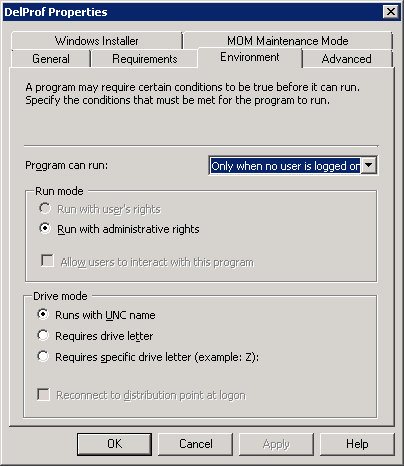 DelProf Properties
Windows Installer
MOM Maintenance Mode
General
Requirements
Environment
Advanced
A program may require certain conditions to be true before it can run.
Specify the conditions that must be met for the program to run.
Program can run:
Only when no user is logged on
Run mode
Run with user's rights
Run with administrative rights
Allow users to interact with this program
Drive mode
Runs with UNC name
Requires drive letter
Requires specific drive letter (example: Z):
Reconnect to distribution point at logon
OK
Cancel
Apply
Help